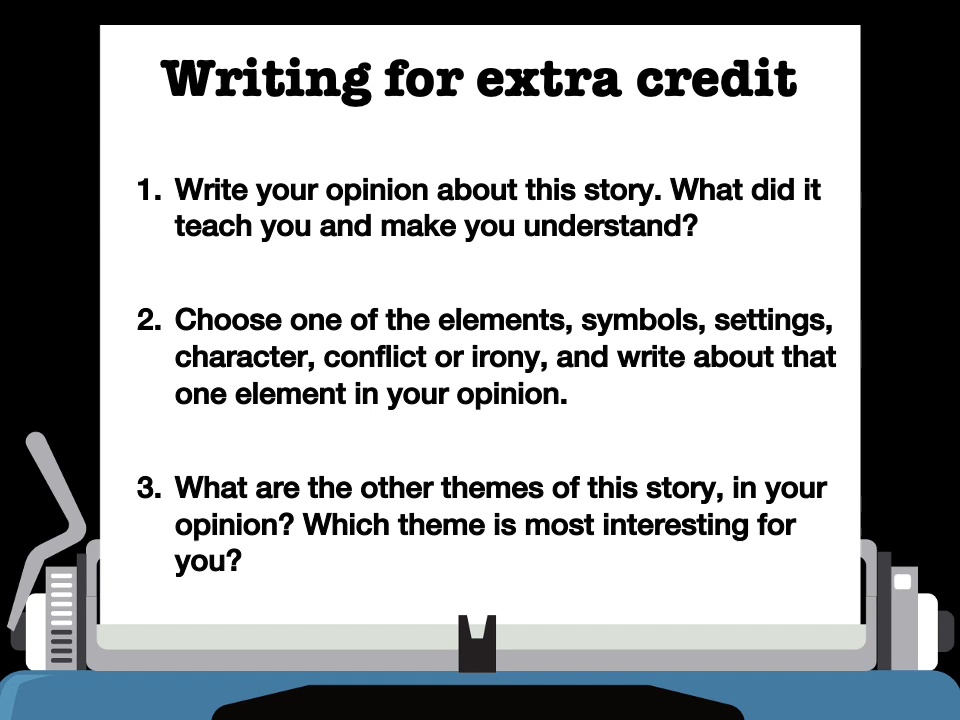 Writing for extra credit
1. Write your opinion about this story. What did it
teach you and make you understand?
2. Choose one of the elements, symbols, settings,
character, conflict or irony, and write about that
one element in your opinion.
3. What are the other themes of this story, in your
opinion? Which theme is most interesting for
you?